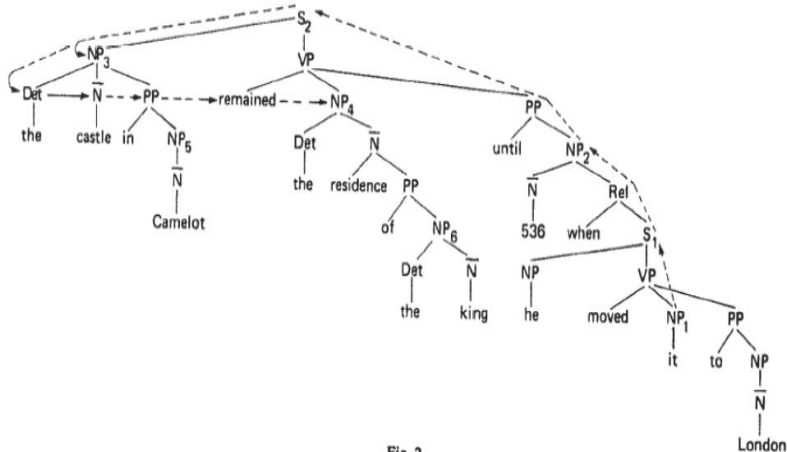 S2
NP3 VP
Det N̅ PP remained NP4 PP
the castle in NP5 Det N̅ until NP2
N̅ the residence PP N̅ Rel
Camelot of NP6 536 when S1
Det N̅ NP VP
the king he moved NP1 PP
it to NP
N̅
London